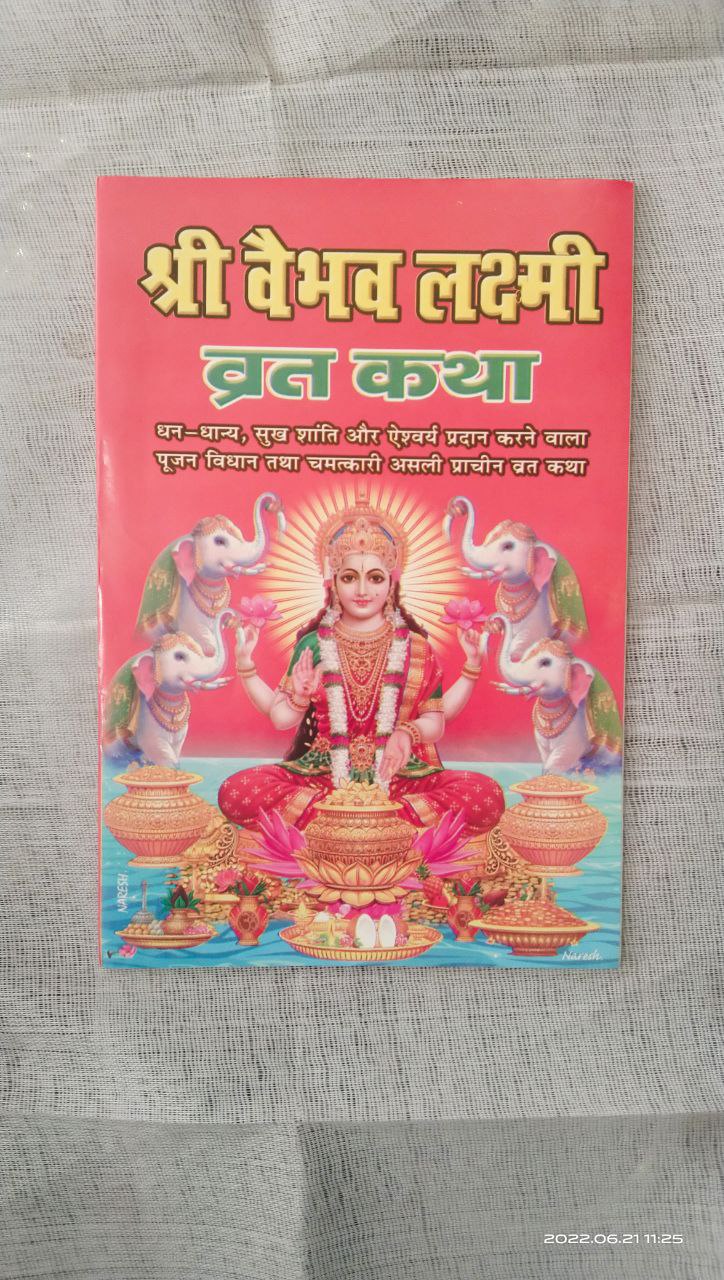 श्री वैभव लक्ष्मी
व्रत कथा
धन-धान्य, सुख शांति और ऐश्वर्य प्रदान करने वाला
पूजन विधान तथा चमत्कारी असली प्राचीन व्रत कथा
NARESH
Naresh.
2022.06.21 11:25